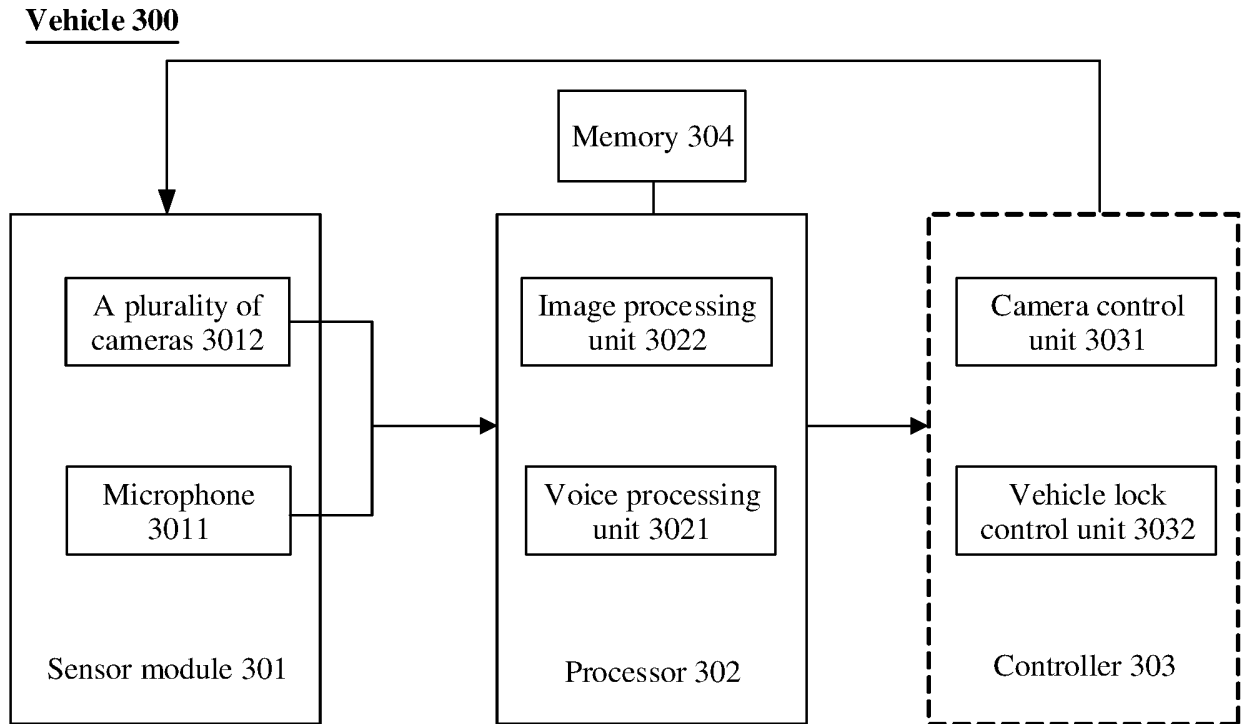 Vehicle 300
Memory 304
A plurality of
cameras 3012
Microphone
3011
Sensor module 301
Image processing
unit 3022
Voice processing
unit 3021
Processor 302
Camera control
unit 3031
Vehicle lock
control unit 3032
Controller 303